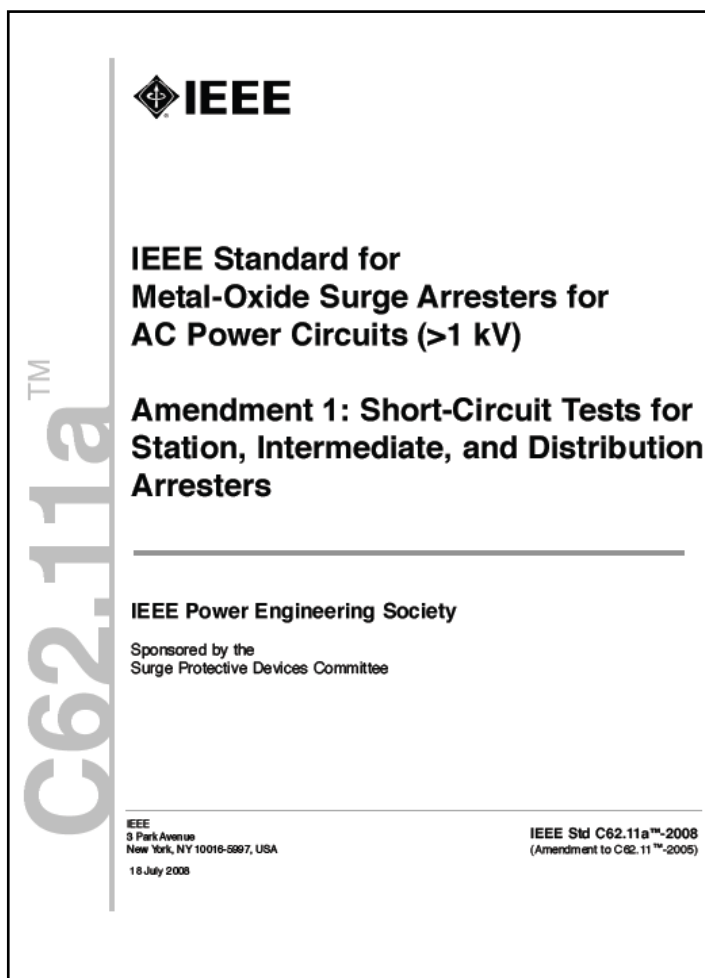 IEEE
®
IEEE Standard for
Metal-Oxide Surge Arresters for
AC Power Circuits (>1 kV)
Amendment 1: Short-Circuit Tests for
Station, Intermediate, and Distribution
Arresters
C62.11a™
IEEE Power Engineering Society
Sponsored by the
Surge Protective Devices Committee
IEEE
3 Park Avenue
New York, NY 10016-5997, USA
18 July 2008
IEEE Std C62.11a™-2008
(Amendment to C62.11™-2005)